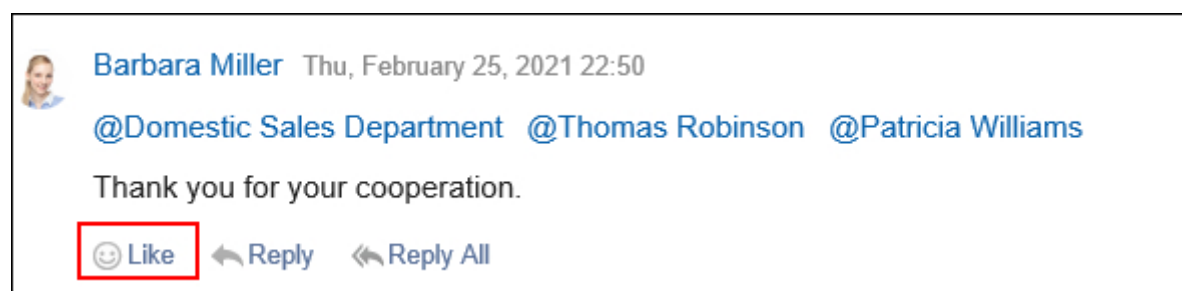 Barbara Miller Thu, February 25, 2021 22:50
@Domestic Sales Department @Thomas Robinson @Patricia Williams
Thank you for your cooperation.
Like Reply Reply All